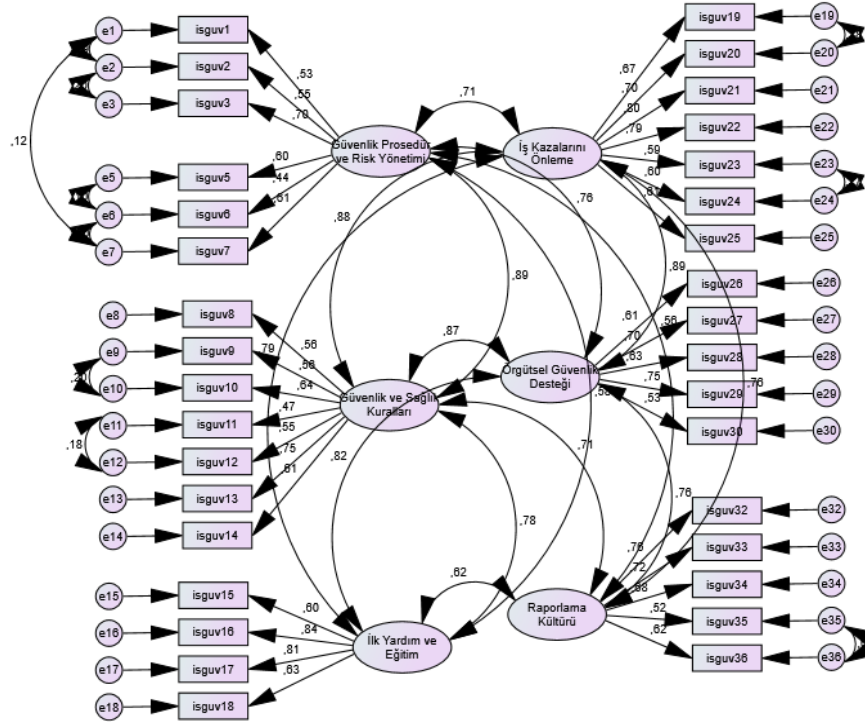 e1
isguv1
e2
isguv2
e3
isguv3
,12
e5
isguv5
e6
isguv6
e7
isguv7
,53
,55
,70
,60
,44
,61
Güvenlik Prosedür
ve Risk Yönetimi
,71
İş Kazalarını
Önleme
,67
,70
,80
,79
,59
,60
,61
isguv19
e19
isguv20
e20
isguv21
e21
isguv22
e22
isguv23
e23
isguv24
e24
isguv25
e25
,88
,76
,89
,89
e8
isguv8
e9
isguv9
e10
isguv10
e11
isguv11
e12
isguv12
e13
isguv13
e14
isguv14
,18
,79
,56
,56
,64
,47
,55
,75
,61
Güvenlik ve Sağlık
Kuralları
,87
Örgütsel Güvenlik
Desteği
,61
,70
,56
,63
,75
,53
isguv26
e26
isguv27
e27
isguv28
e28
isguv29
e29
isguv30
e30
,76
,58
,82
,71
,78
,76
,62
e15
isguv15
e16
isguv16
e17
isguv17
e18
isguv18
,60
,84
,81
,63
İlk Yardım ve
Eğitim
Raporlama
Kültürü
,76
,72
,52
,62
isguv32
e32
isguv33
e33
isguv34
e34
isguv35
e35
isguv36
e36